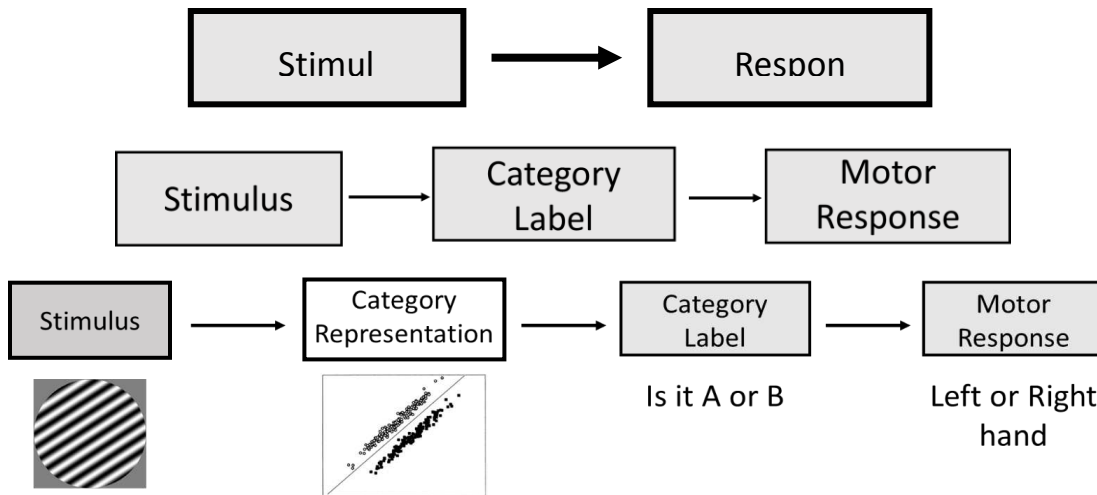 Stimul
Respon
Stimulus
Category
Label
Motor
Response
Stimulus
Category
Representation
Category
Label
Motor
Response
Is it A or B
Left or Right
hand